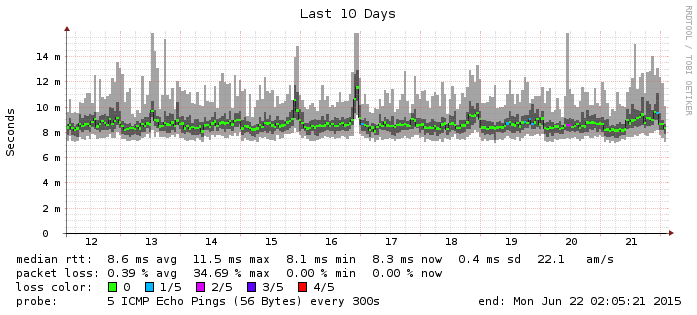 Last 10 Days
RRDTOOL / TOBI OETIKER
Seconds
14 m
12 m
10 m
8 m
6 m
4 m
2 m
0
12 13 14 15 16 17 18 19 20 21
median rtt: 8.6 ms avg 11.5 ms max 8.1 ms min 8.3 ms now 0.4 ms sd 22.1 am/s
packet loss: 0.39 % avg 34.69 % max 0.00 % min 0.00 % now
loss color: 0 1/5 2/5 3/5 4/5
probe: 5 ICMP Echo Pings (56 Bytes) every 300s end: Mon Jun 22 02:05:21 2015